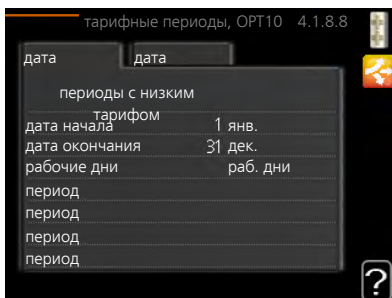 тарифные периоды, OPT10 4.1.8.8
дата дата
периоды с низким
тарифом
дата начала 1 янв.
дата окончания 31 дек.
рабочие дни раб. дни
период
период
период
период
?